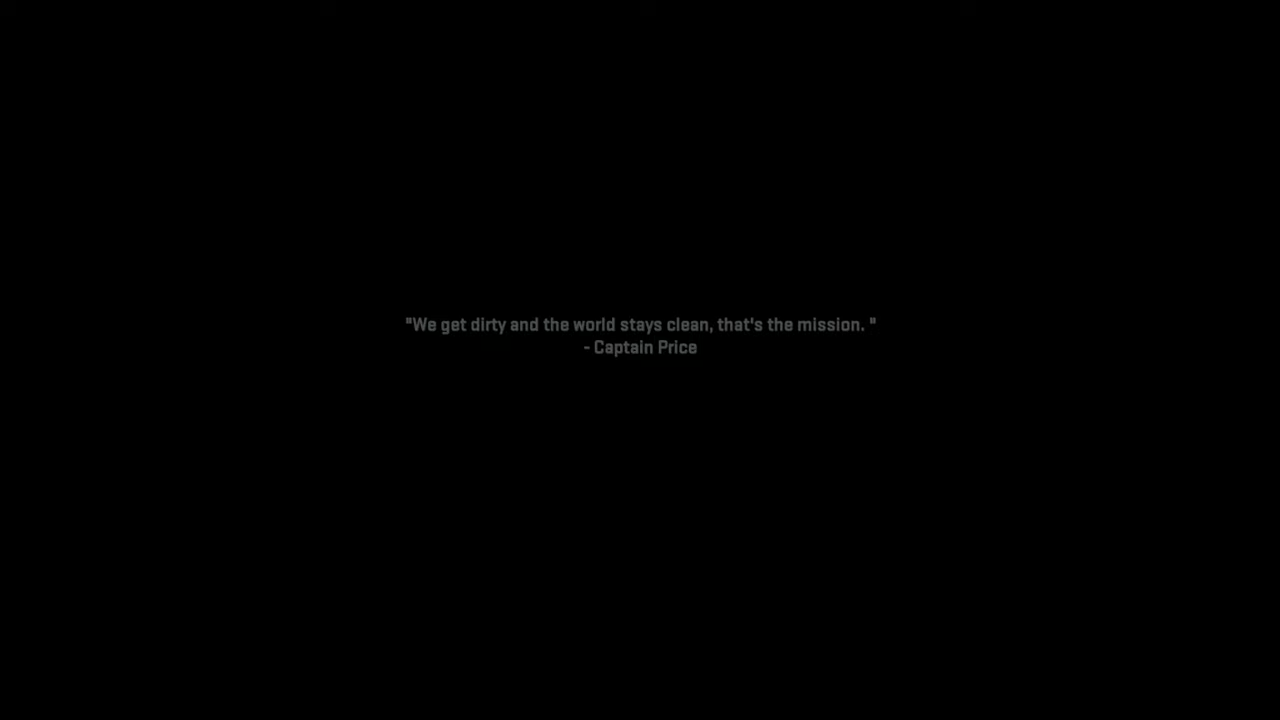 "We get dirty and the world stays clean, that's the mission. "
- Captain Price